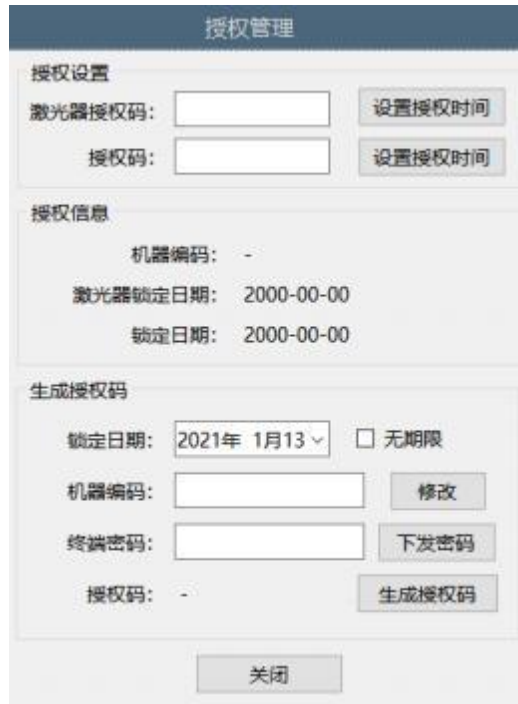 授权管理
授权设置
激光器授权码： 设置授权时间
授权码： 设置授权时间
授权信息
机器编码： -
激光器锁定日期： 2000-00-00
锁定日期： 2000-00-00
生成授权码
锁定日期： 2021年 1月13 无期限
机器编码： 修改
终端密码： 下发密码
授权码： - 生成授权码
关闭